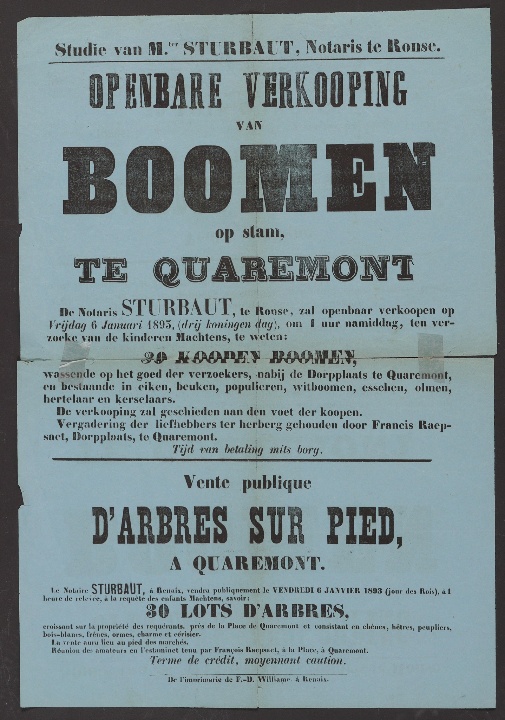 Studie van M.ter STURBAUT, Notaris te Ronse.
OPENBARE VERKOOPING
VAN
BOOMEN
op stam,
TE QUAREMONT
De Notaris STURBAUT, te Ronse, zal openbaar verkoopen op
Vrijdag 6 Januari 1893, (drij koningen dag), om 1 uur namiddag, ten ver-
zoeke van de kinderen Machtens, te weten:
KOOPEN BOOMEN,
wassende op het goed der verzoekers, nabij de Dorpplaats te Quaremont,
en bestaande in eiken, beuken, populieren, witboomen, esschen, olmen,
hertelaar en kerselaars.
De verkooping zal geschieden aan den voet der koopen.
Vergadering der liefhebbers ter herberg gehouden door Francis Raep-
saet, Dorpplaats, te Quaremont.
Tijd van betaling mits borg.
Vente publique
D'ARBRES SUR PIED,
A QUAREMONT.
Le Notaire STURBAUT, à Renaix, vendra publiquement le VENDREDI 6 JANVIER 1893 (jour des Rois), à 1
heure de relevée, à la requête des enfants Machtens, savoir:
30 LOTS D'ARBRES,
croissant sur la propriété des requérants, près de la Place de Quaremont et consistant en chênes, hêtres, peupliers,
bois-blancs, frênes, ormes, charme et cérisier.
La vente aura lieu au pied des marchés.
Réunion des amateurs en l'estaminet tenu par François Raepsaet, à la Place, à Quaremont.
Terme de crédit, moyennant caution.
De l'imprimerie de F.-D. Williame à Renaix.